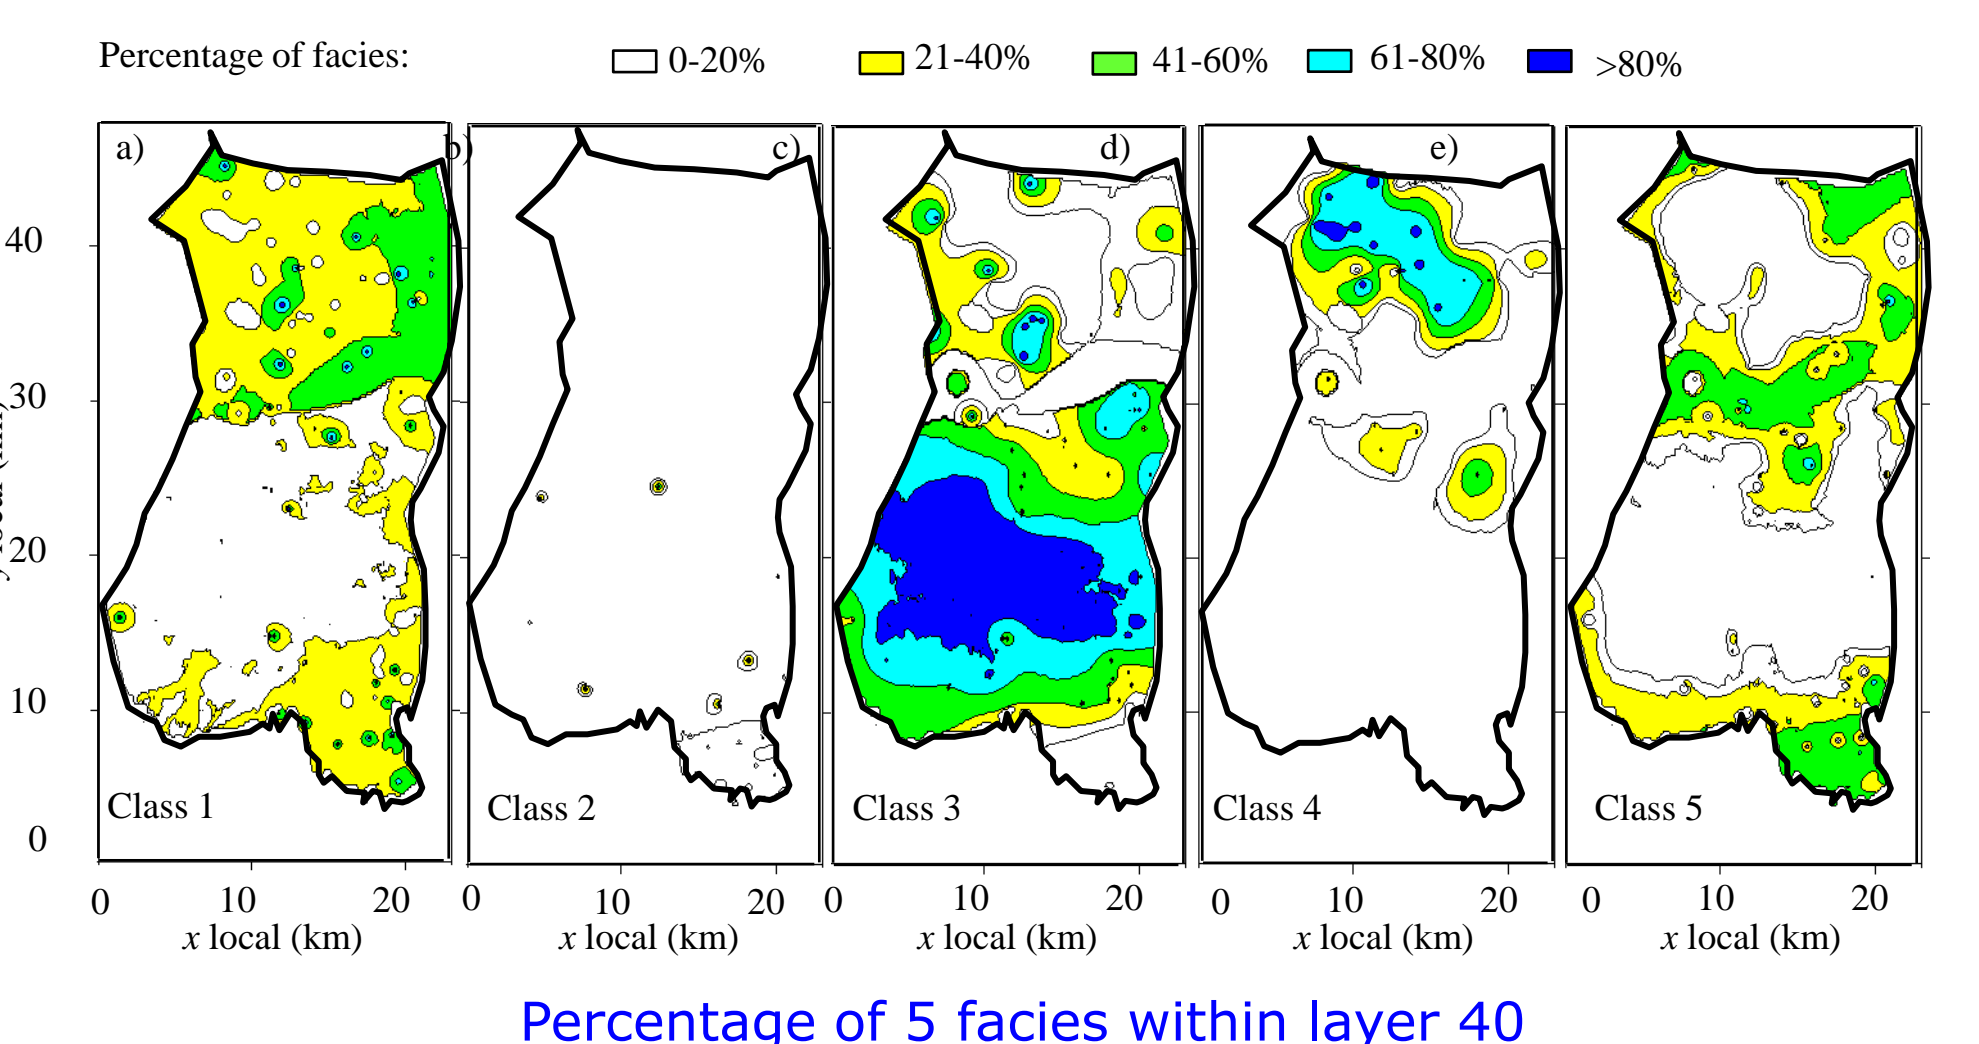 Percentage of facies: 0-20% 21-40% 41-60% 61-80% >80%
a) b) c) d) e)
40
30
20
10
0
local (km)
Class 1 Class 2 Class 3 Class 4 Class 5
0 10 20 0 10 20 0 10 20 0 10 20 0 10 20
x local (km) x local (km) x local (km) x local (km) x local (km)
Percentage of 5 facies within layer 40